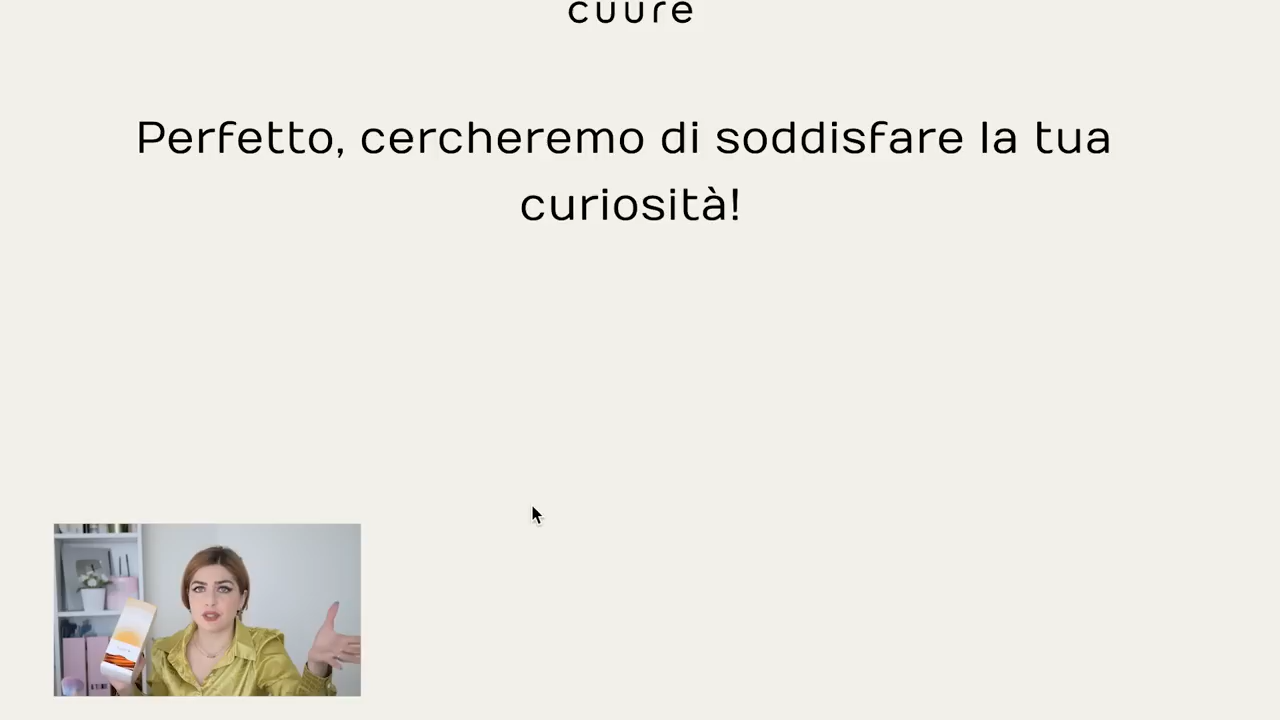 cuure
Perfetto, cercheremo di soddisfare la tua
curiosità!